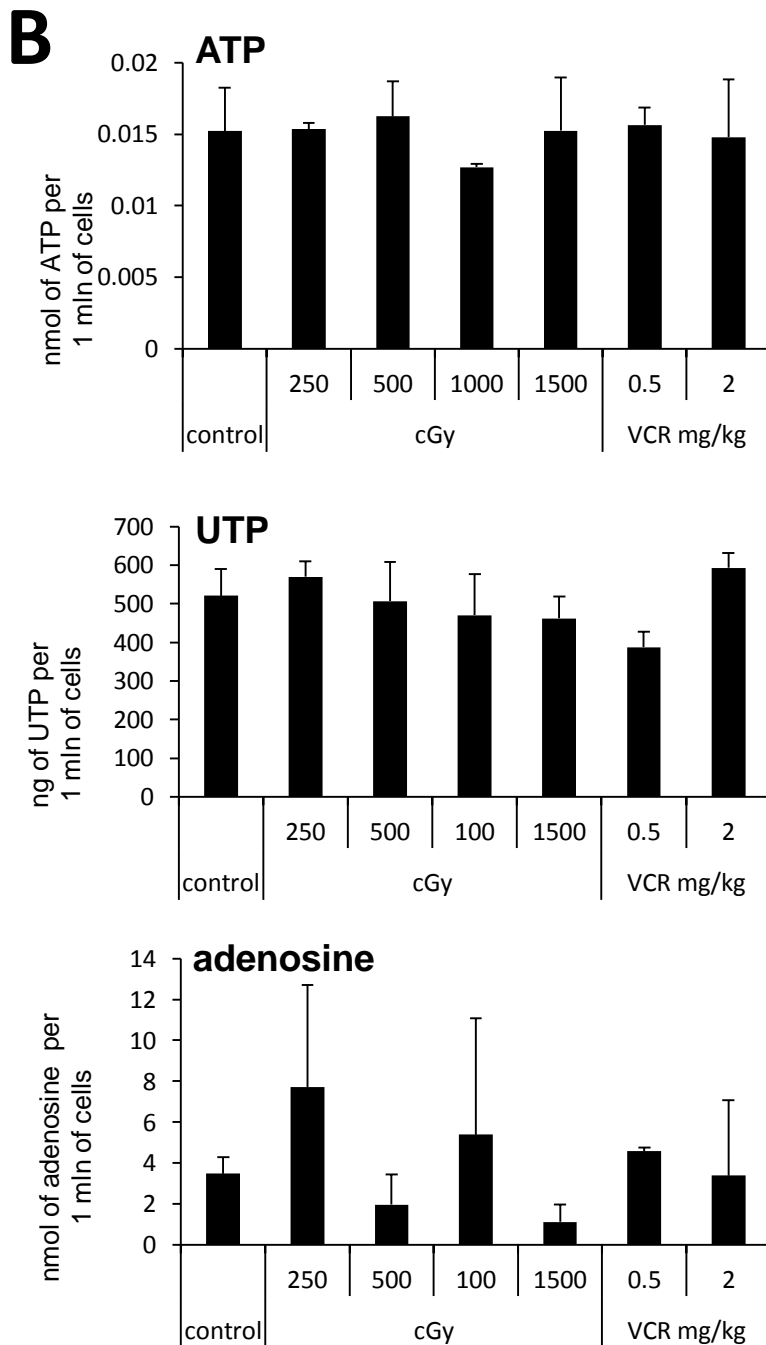 B
ATP
nmol of ATP per
1 mln of cells
0.02
0.015
0.01
0.005
0
250 500 1000 1500 0.5 2
control cGy VCR mg/kg
UTP
ng of UTP per
1 mln of cells
700
600
500
400
300
200
100
0
250 500 100 1500 0.5 2
control cGy VCR mg/kg
adenosine
nmol of adenosine per
1 mln of cells
14
12
10
8
6
4
2
0
250 500 100 1500 0.5 2
control cGy VCR mg/kg